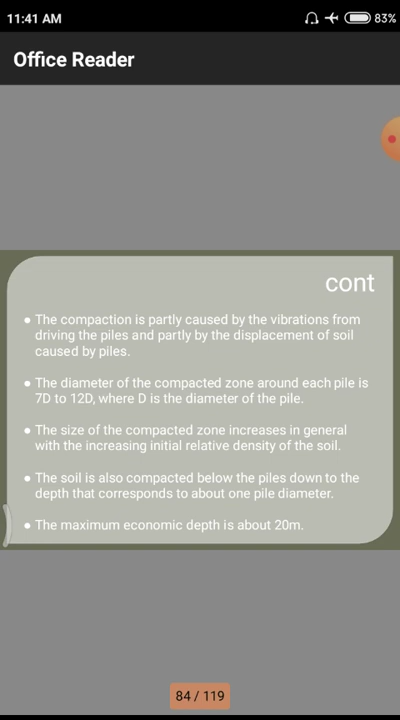 11:41 AM
83%
Office Reader
cont
● The compaction is partly caused by the vibrations from
driving the piles and partly by the displacement of soil
caused by piles.
● The diameter of the compacted zone around each pile is
7D to 12D, where D is the diameter of the pile.
● The size of the compacted zone increases in general
with the increasing initial relative density of the soil.
● The soil is also compacted below the piles down to the
depth that corresponds to about one pile diameter.
● The maximum economic depth is about 20m.
84 / 119